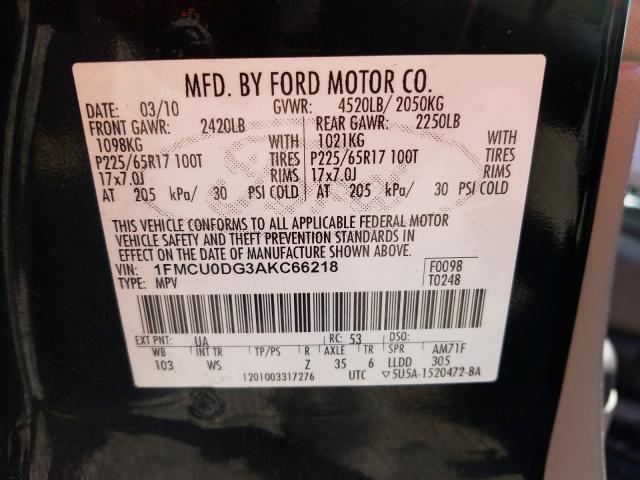 MFD. BY FORD MOTOR CO.
DATE: 03/10 GVWR: 4520LB/ 2050KG
FRONT GAWR: 2420LB REAR GAWR: 2250LB
1098KG WITH 1021KG WITH
P225/65R17 100T TIRES P225/65R17 100T TIRES
17x7.0J RIMS 17x7.0J RIMS
AT 205 kPa/ 30 PSI COLD AT 205 kPa/ 30 PSI COLD
THIS VEHICLE CONFORMS TO ALL APPLICABLE FEDERAL MOTOR
VEHICLE SAFETY AND THEFT PREVENTION STANDARDS IN
EFFECT ON THE DATE OF MANUFACTURE SHOWN ABOVE.
VIN: 1FMCU0DG3AKC66218 F0098
TYPE: MPV T0248
EXT PNT: UA RC: 53 DSO:
WB INT TR TP/PS R AXLE TR SPR AM71F
103 WS Z 35 6 LLDD 305
1201003317276 UTC ▽5U5A-1520472-BA